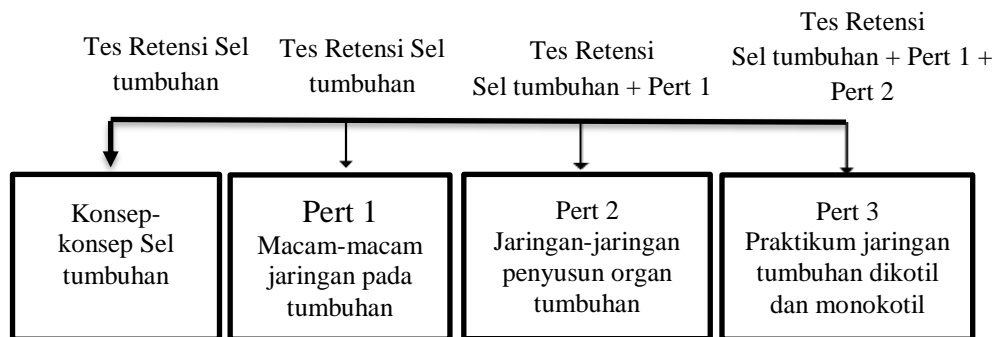 Tes Retensi Sel
tumbuhan
Tes Retensi Sel
tumbuhan
Tes Retensi
Sel tumbuhan + Pert 1
Tes Retensi
Sel tumbuhan + Pert 1 +
Pert 2
Konsep-
konsep Sel
tumbuhan
Pert 1
Macam-macam
jaringan pada
tumbuhan
Pert 2
Jaringan-jaringan
penyusun organ
tumbuhan
Pert 3
Praktikum jaringan
tumbuhan dikotil
dan monokotil